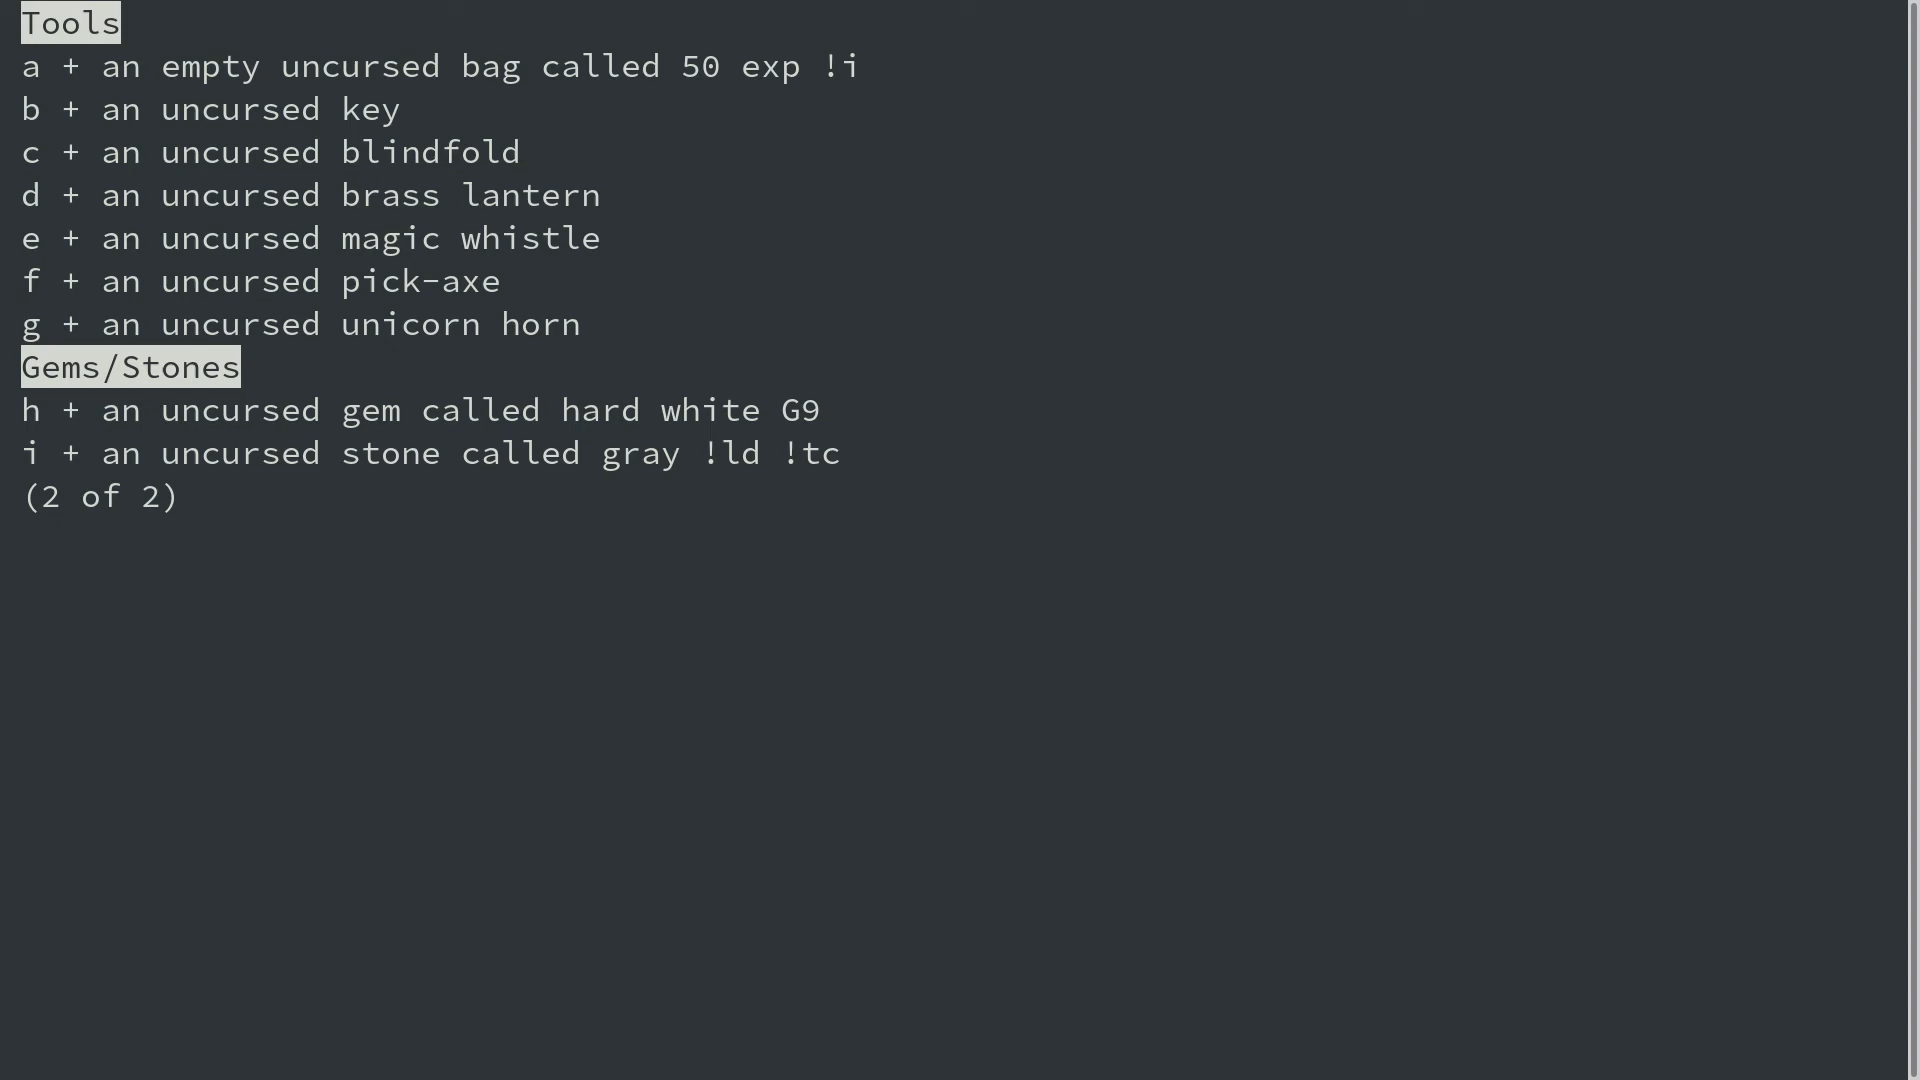 Tools
a + an empty uncursed bag called 50 exp !i
b + an uncursed key
c + an uncursed blindfold
d + an uncursed brass lantern
e + an uncursed magic whistle
f + an uncursed pick-axe
g + an uncursed unicorn horn
Gems/Stones
h + an uncursed gem called hard white G9
i + an uncursed stone called gray !ld !tc
(2 of 2)